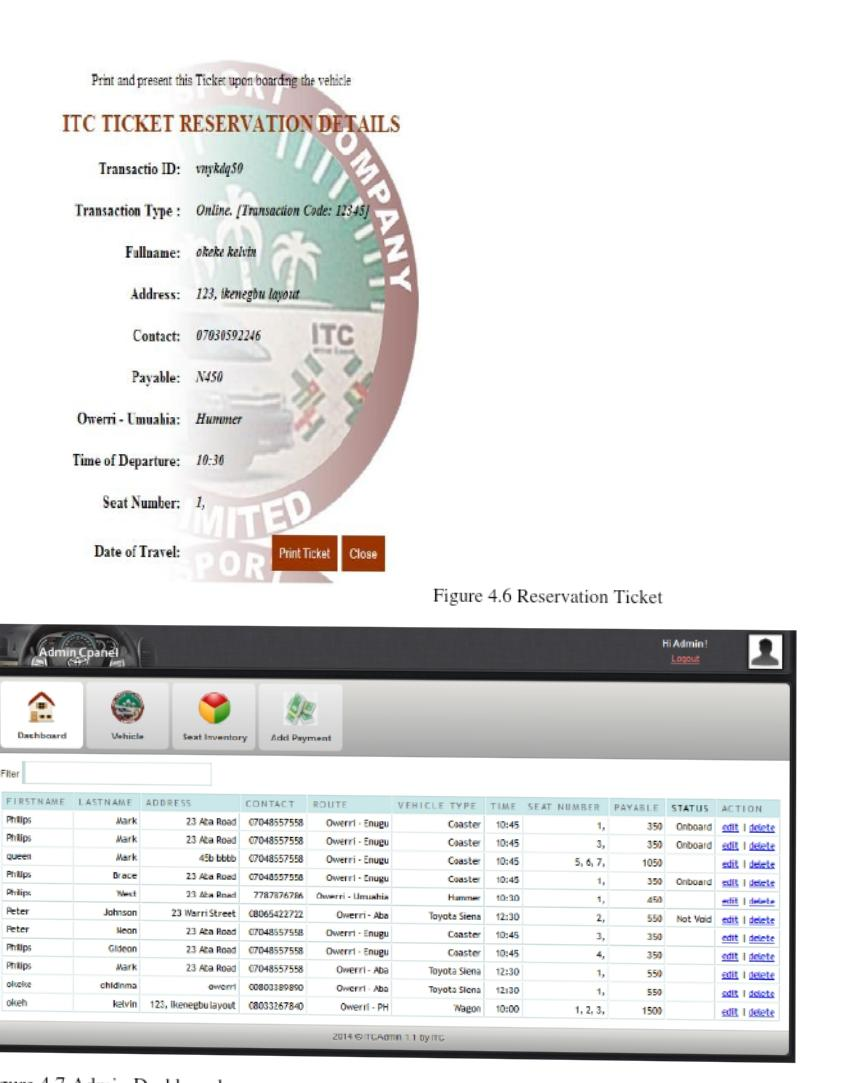 Print and present this Ticket upon boarding the vehicle
ITC TICKET RESERVATION DETAILS
Transactio ID: vnykdq50
Transaction Type : Online. [Transaction Code: 12345]
Fullname: okeke kelvin
Address: 123, ikenegbu layout
Contact: 07030592246
Payable: N450
Owerri - Umuahia: Hummer
Time of Departure: 10:30
Seat Number: 1,
Date of Travel: Print Ticket Close
PORT COMPANY
ITC
MITED
SPOR
Figure 4.6 Reservation Ticket
Admin Cpanel
Hi Admin!
Logout
Dashboard Vehicle Seat Inventory Add Payment
Filter
FIRSTNAME LASTNAME ADDRESS CONTACT ROUTE VEHICLE TYPE TIME SEAT NUMBER PAYABLE STATUS ACTION
Philips Mark 23 Aba Road 07048557558 Owerri - Enugu Coaster 10:45 1, 350 Onboard edit | delete
Philips Mark 23 Aba Road 07048557558 Owerri - Enugu Coaster 10:45 3, 350 Onboard edit | delete
queen Mark 45b bbbb 07048557558 Owerri - Enugu Coaster 10:45 5, 6, 7, 1050 edit | delete
Philips Brace 23 Aba Road 07048557558 Owerri - Enugu Coaster 10:45 1, 350 Onboard edit | delete
Philips West 23 Aba Road 7787876786 Owerri - Umuahia Hummer 10:30 1, 450 edit | delete
Peter Johnson 23 Warri Street 08065422722 Owerri - Aba Toyota Siena 12:30 2, 550 Not Void edit | delete
Peter Neon 23 Aba Road 07048557558 Owerri - Enugu Coaster 10:45 3, 350 edit | delete
Philips Gideon 23 Aba Road 07048557558 Owerri - Enugu Coaster 10:45 4, 350 edit | delete
Philips Mark 23 Aba Road 07048557558 Owerri - Aba Toyota Siena 12:30 1, 550 edit | delete
okeke chidinma owerri 00803389890 Owerri - Aba Toyota Siena 12:30 1, 550 edit | delete
okeh kelvin 123, ikenegbu layout 08033267840 Owerri - PH Wagon 10:00 1, 2, 3, 1500 edit | delete
2014 © ITCAdmin 1.1 by ITC